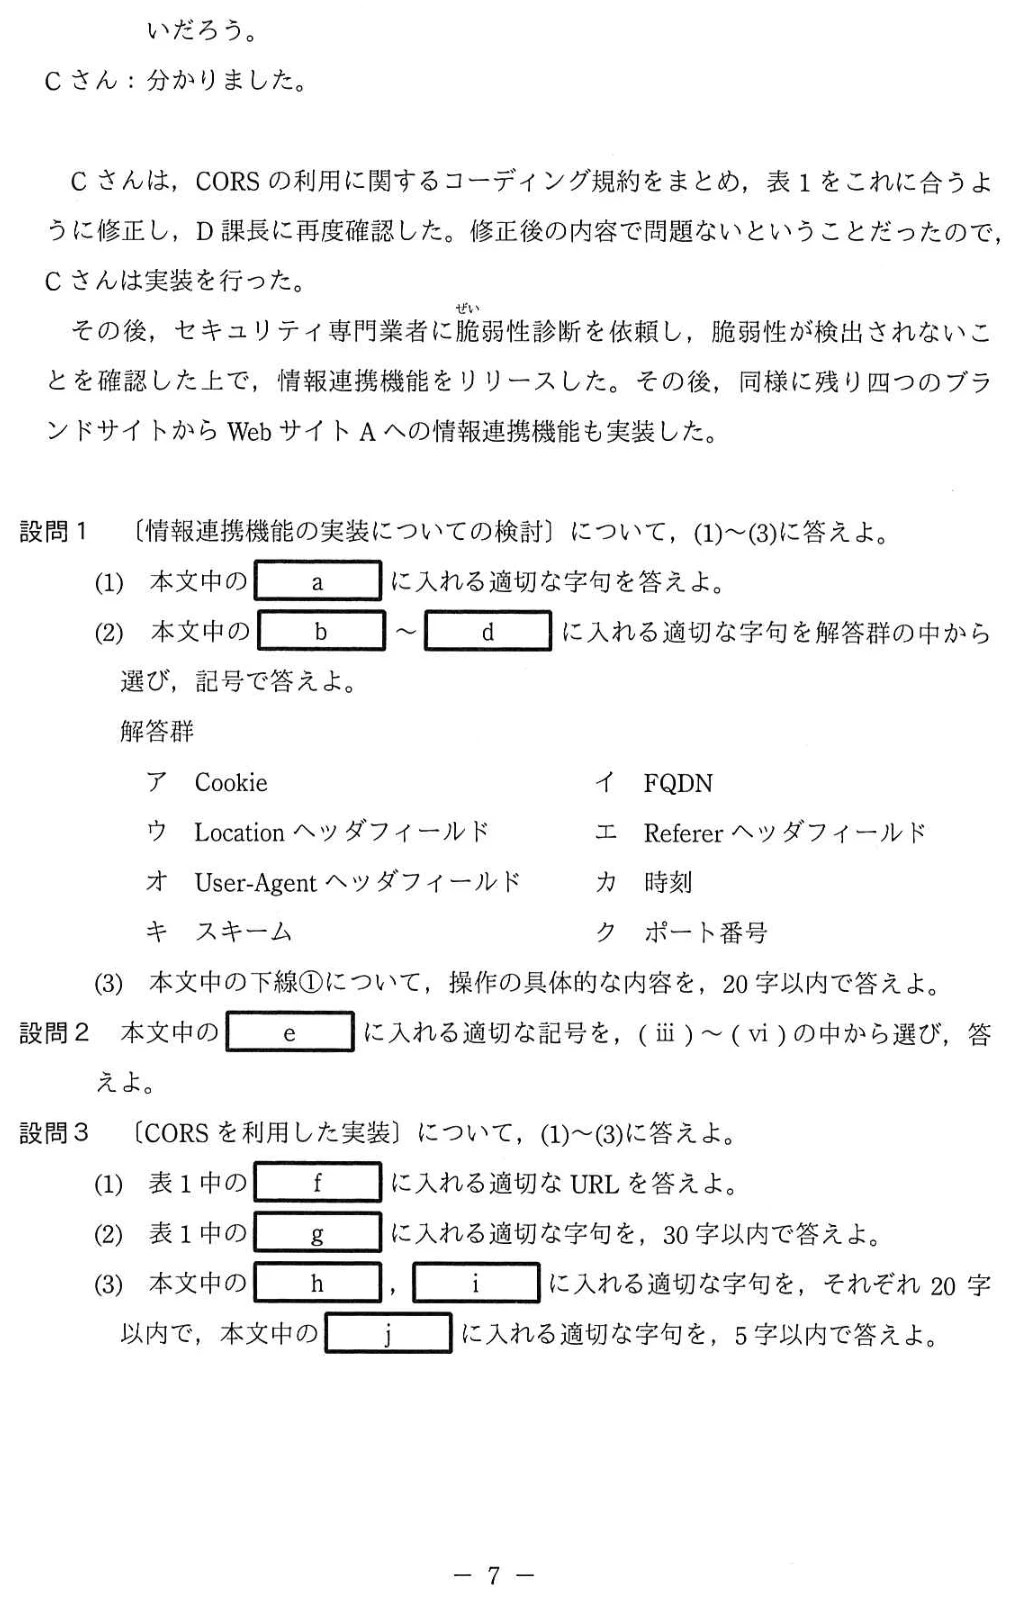 いだろう。
Cさん：分かりました。
Cさんは，CORSの利用に関するコーディング規約をまとめ，表1をこれに合うよ
うに修正し，D課長に再度確認した。修正後の内容で問題ないということだったので，
Cさんは実装を行った。
ぜい
その後，セキュリティ専門業者に脆弱性診断を依頼し，脆弱性が検出されないこ
とを確認した上で，情報連携機能をリリースした。その後，同様に残り四つのブラ
ンドサイトからWebサイトAへの情報連携機能も実装した。
設問1　〔情報連携機能の実装についての検討〕について，(1)～(3)に答えよ。
(1)　本文中の a に入れる適切な字句を答えよ。
(2)　本文中の b ～ d に入れる適切な字句を解答群の中から
選び，記号で答えよ。
解答群
ア　Cookie　イ　FQDN
ウ　Locationヘッダフィールド　エ　Refererヘッダフィールド
オ　User-Agentヘッダフィールド　カ　時刻
キ　スキーム　ク　ポート番号
(3)　本文中の下線①について，操作の具体的な内容を，20字以内で答えよ。
設問2　本文中の e に入れる適切な記号を，(ⅲ)～(ⅵ)の中から選び，答
えよ。
設問3　〔CORSを利用した実装〕について，(1)～(3)に答えよ。
(1)　表1中の f に入れる適切なURLを答えよ。
(2)　表1中の g に入れる適切な字句を，30字以内で答えよ。
(3)　本文中の h ， i に入れる適切な字句を，それぞれ20字
以内で，本文中の j に入れる適切な字句を，5字以内で答えよ。
－ 7 －